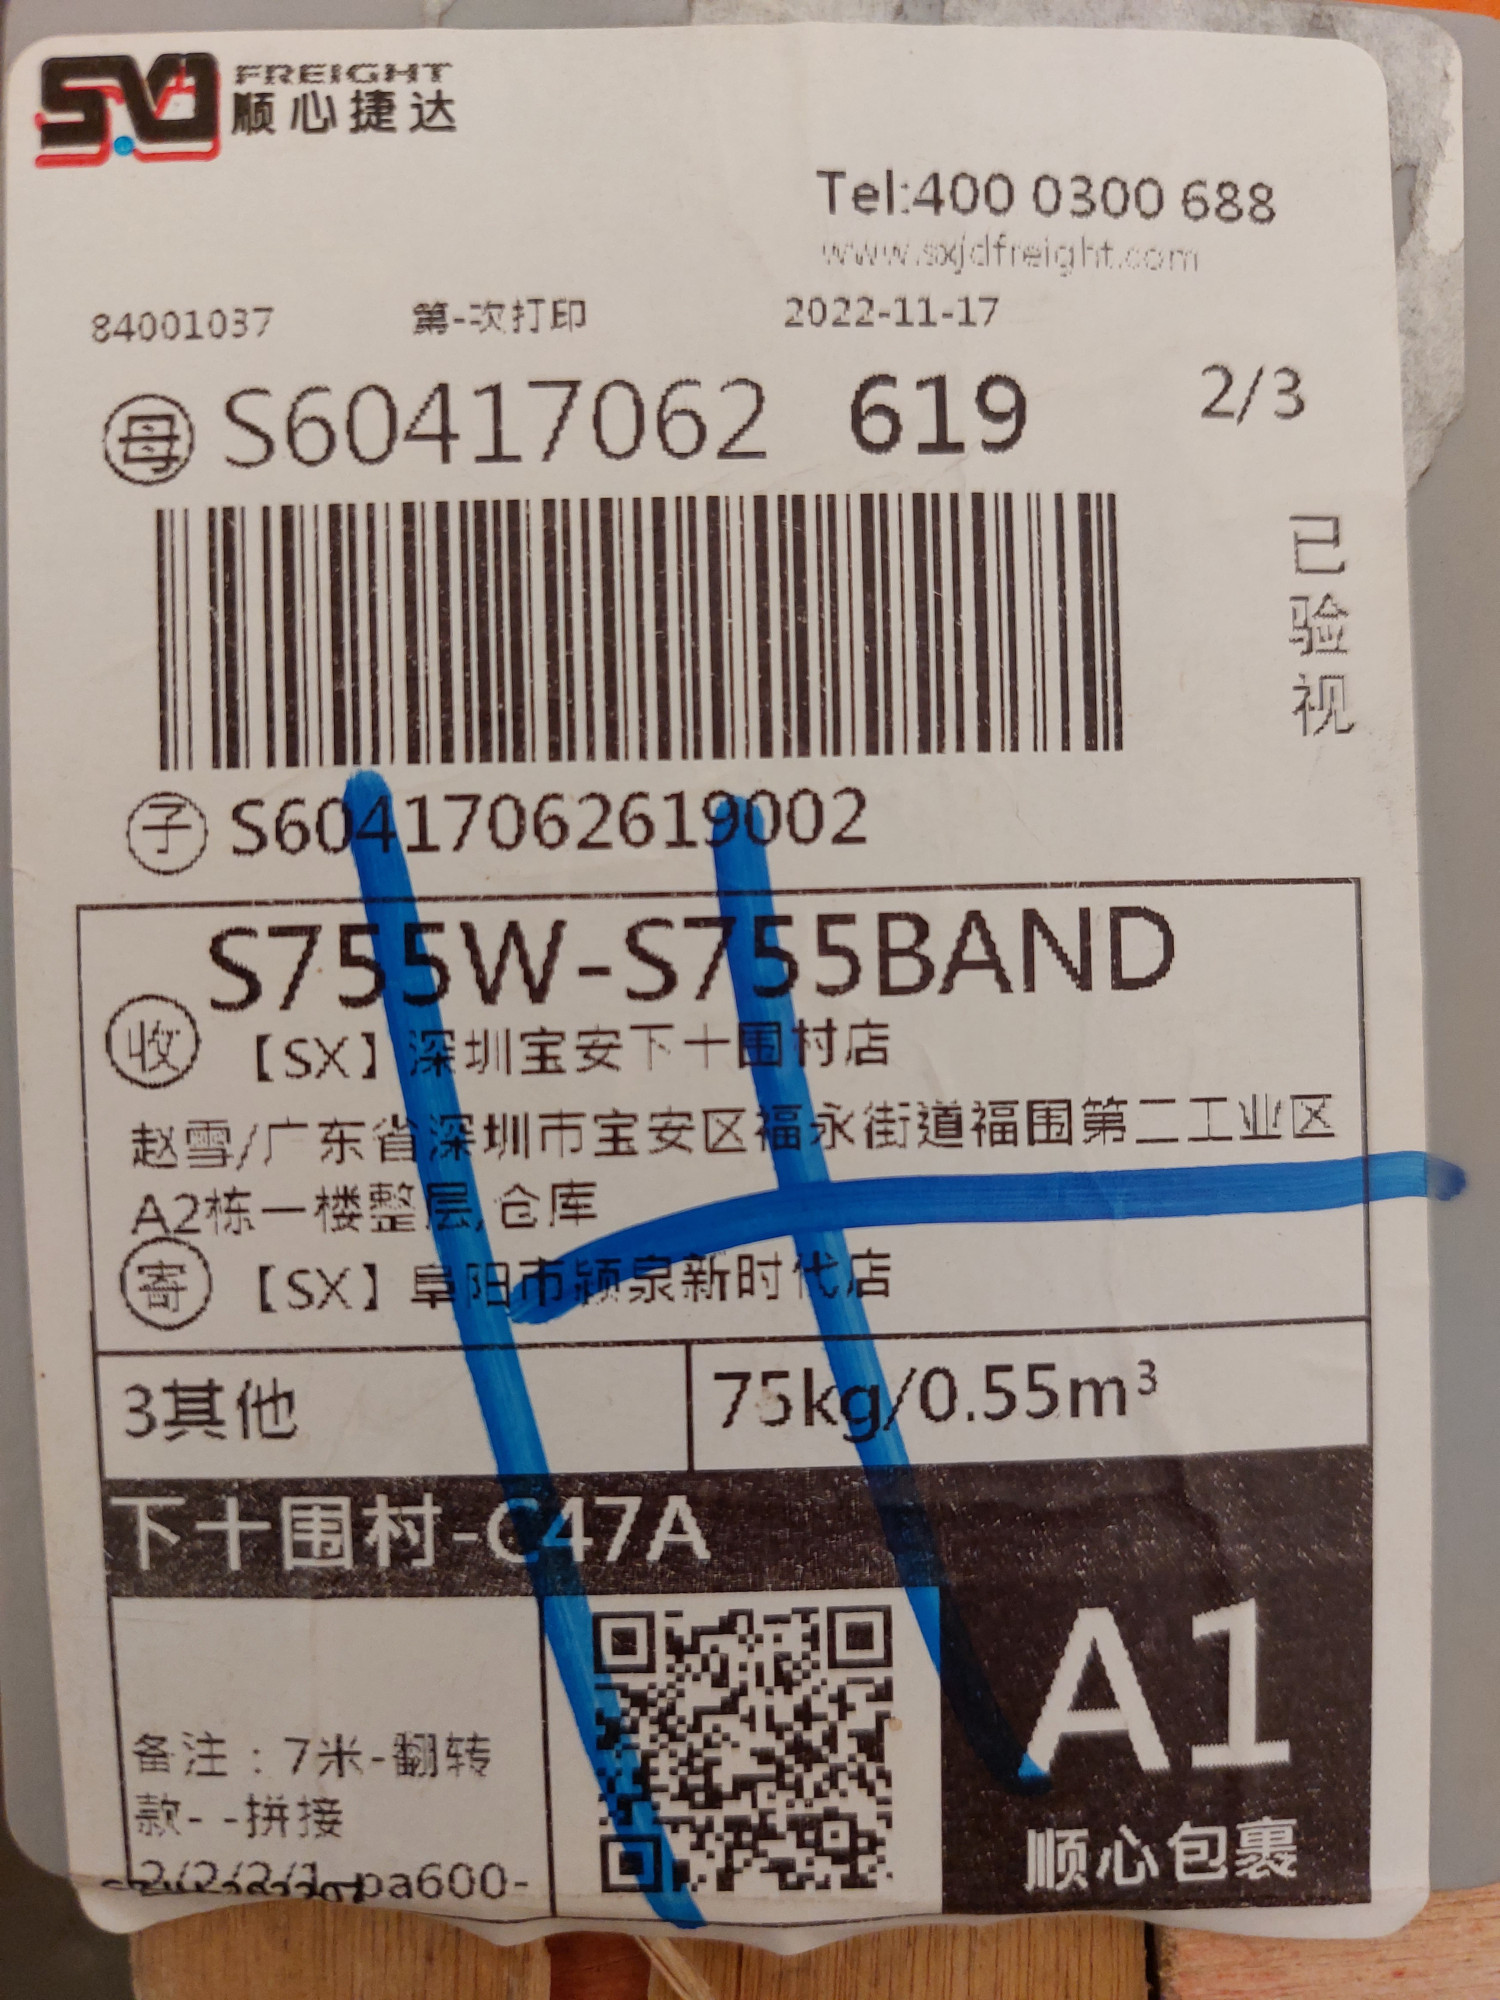 SXJD FREIGHT
顺心捷达
Tel:400 0300 688
www.sxjdfreight.com
84001037 第-次打印 2022-11-17
母 S60417062 619 2/3
已验视
子 S60417062619002
S755W-S755BAND
收 【SX】深圳宝安下十围村店
赵雪/广东省深圳市宝安区福永街道福围第二工业区
A2栋一楼整层,仓库
寄 【SX】阜阳市颍泉新时代店
3其他 75kg/0.55m³
下十围村-C47A
A1
备注：7米-翻转
款--拼接
2/2/2/1-pa600-
顺心包裹